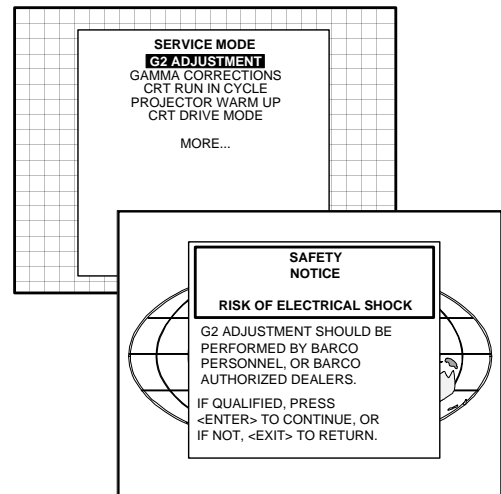 SERVICE MODE
G2 ADJUSTMENT
GAMMA CORRECTIONS
CRT RUN IN CYCLE
PROJECTOR WARM UP
CRT DRIVE MODE
MORE...
SAFETY
NOTICE
RISK OF ELECTRICAL SHOCK
G2 ADJUSTMENT SHOULD BE
PERFORMED BY BARCO
PERSONNEL, OR BARCO
AUTHORIZED DEALERS.
IF QUALIFIED, PRESS
<ENTER> TO CONTINUE, OR
IF NOT, <EXIT> TO RETURN.